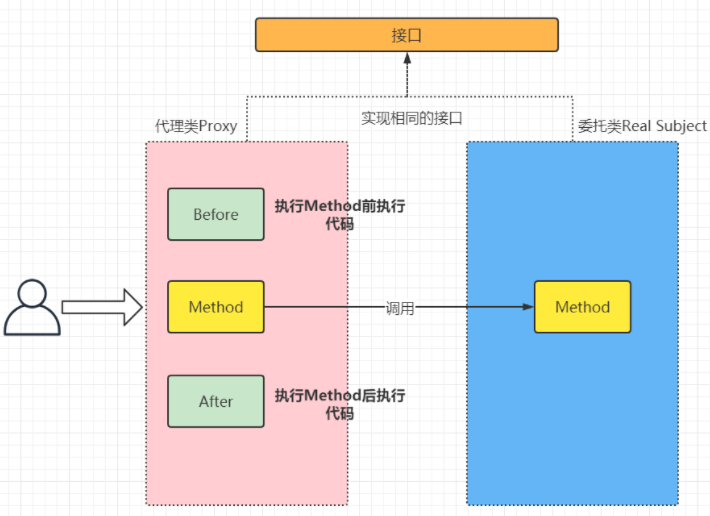 接口
实现相同的接口
代理类Proxy
委托类Real Subject
Before
执行Method前执行
代码
Method
调用
Method
After
执行Method后执行
代码